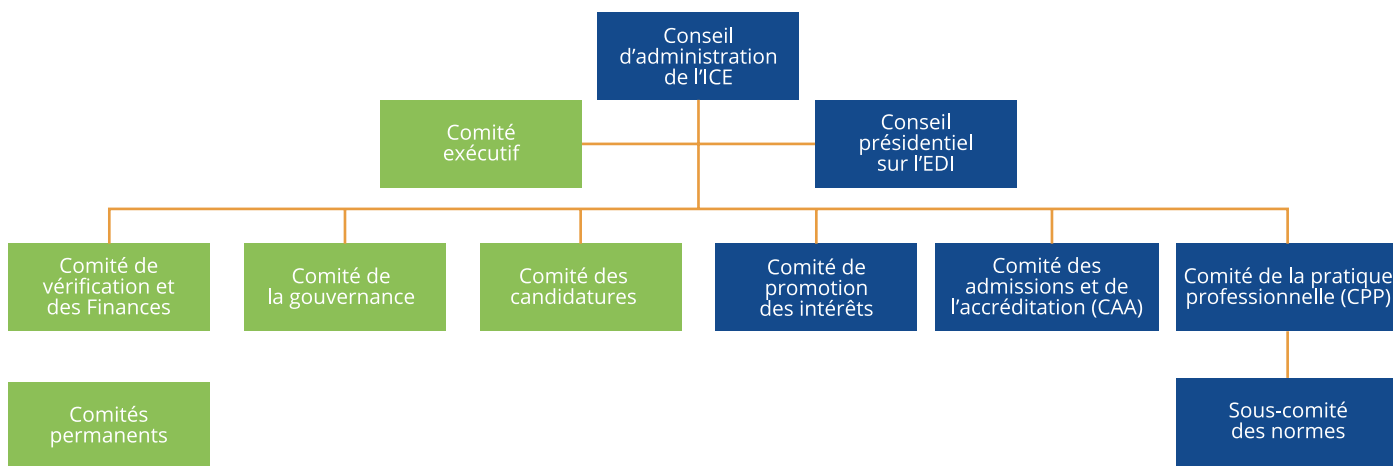 Conseil
d'administration
de l'ICE
Comité
exécutif
Conseil
présidentiel
sur l'EDI
Comité de
vérification et
des Finances
Comité de
la gouvernance
Comité des
candidatures
Comité de
promotion
des intérêts
Comité des
admissions et de
l'accréditation (CAA)
Comité de la pratique
professionnelle (CPP)
Comités
permanents
Sous-comité
des normes